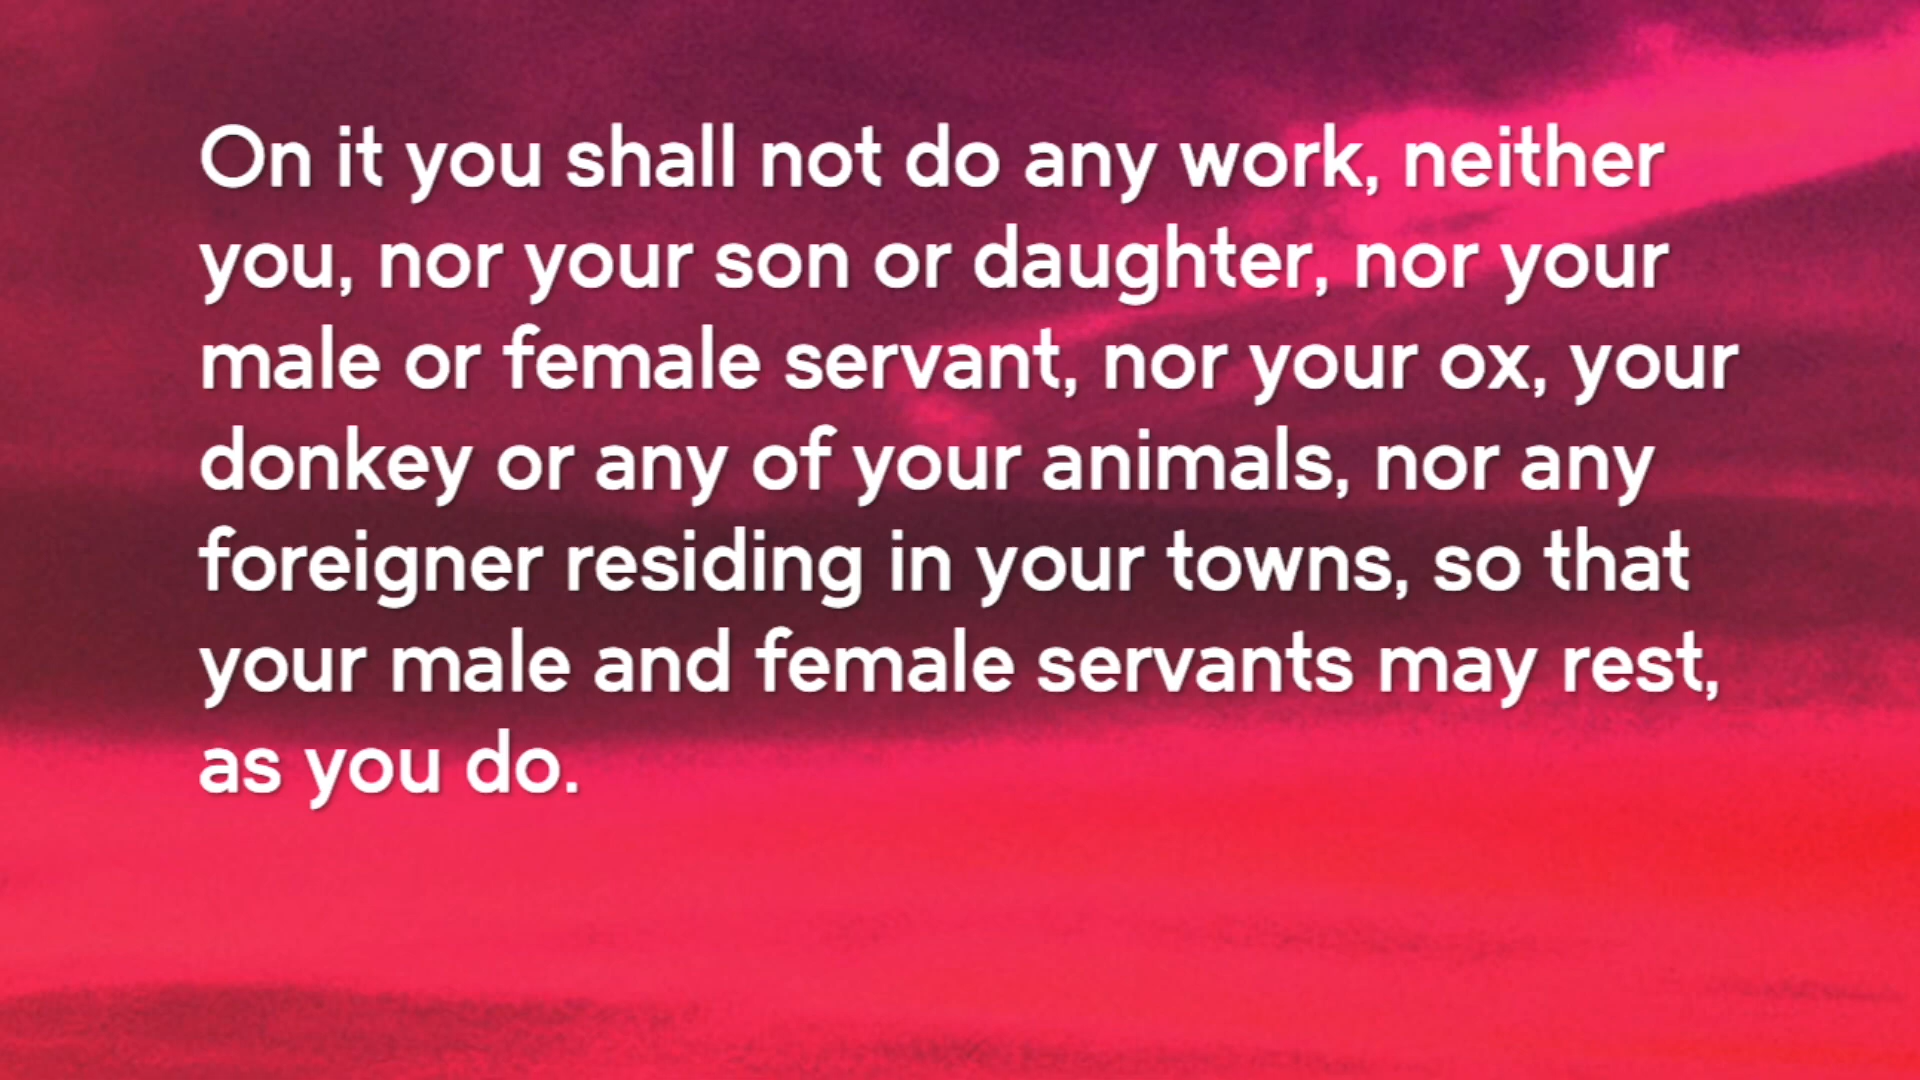 On it you shall not do any work, neither
you, nor your son or daughter, nor your
male or female servant, nor your ox, your
donkey or any of your animals, nor any
foreigner residing in your towns, so that
your male and female servants may rest,
as you do.